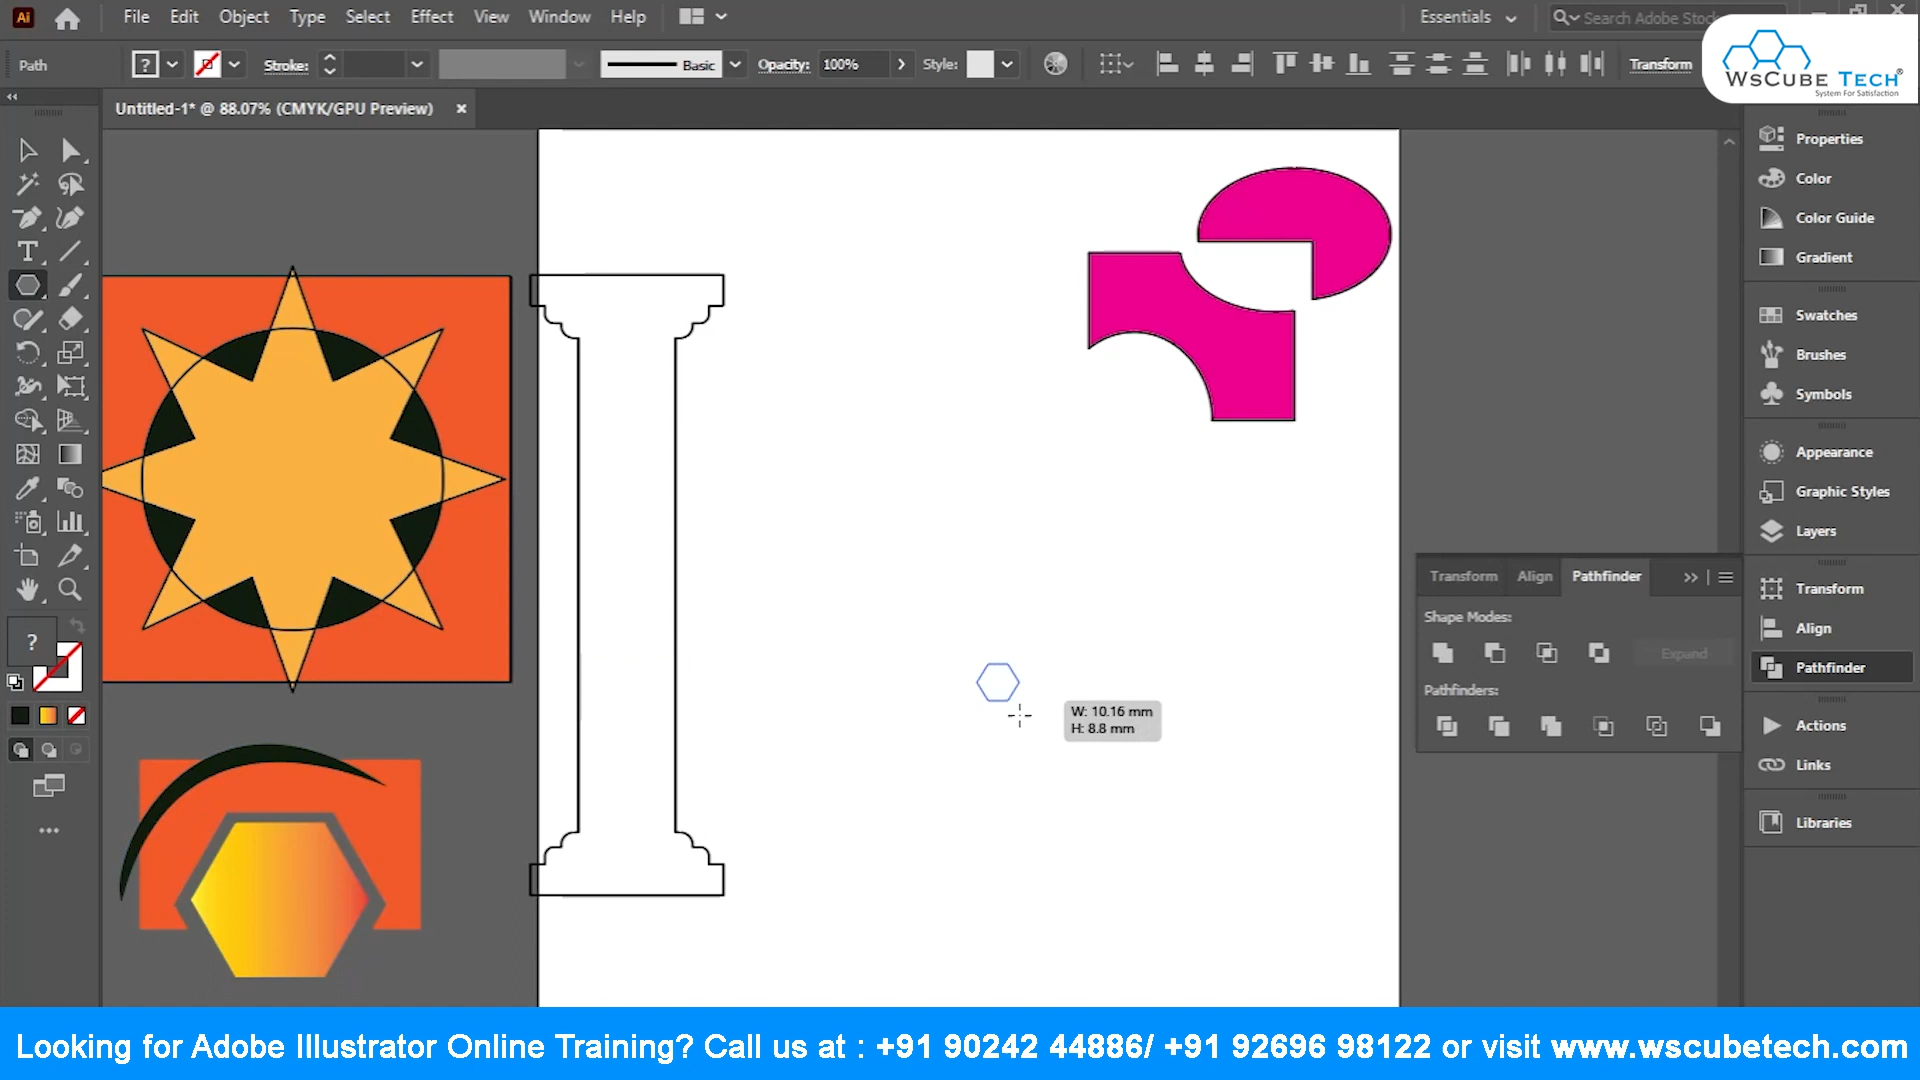 Ai File Edit Object Type Select Effect View Window Help Essentials Search Adobe Stock
Path ? Stroke: Basic Opacity: 100% Style: Transform
WsCube Tech®
System For Satisfaction
Untitled-1* @ 88.07% (CMYK/GPU Preview) ×
Properties
Color
Color Guide
Gradient
Swatches
Brushes
Symbols
Appearance
Graphic Styles
Layers
Transform
Align
Pathfinder
Actions
Links
Libraries
Transform Align Pathfinder
Shape Modes:
Expand
Pathfinders:
T
?
W: 10.16 mm
H: 8.8 mm
Looking for Adobe Illustrator Online Training? Call us at : +91 90242 44886/ +91 92696 98122 or visit www.wscubetech.com